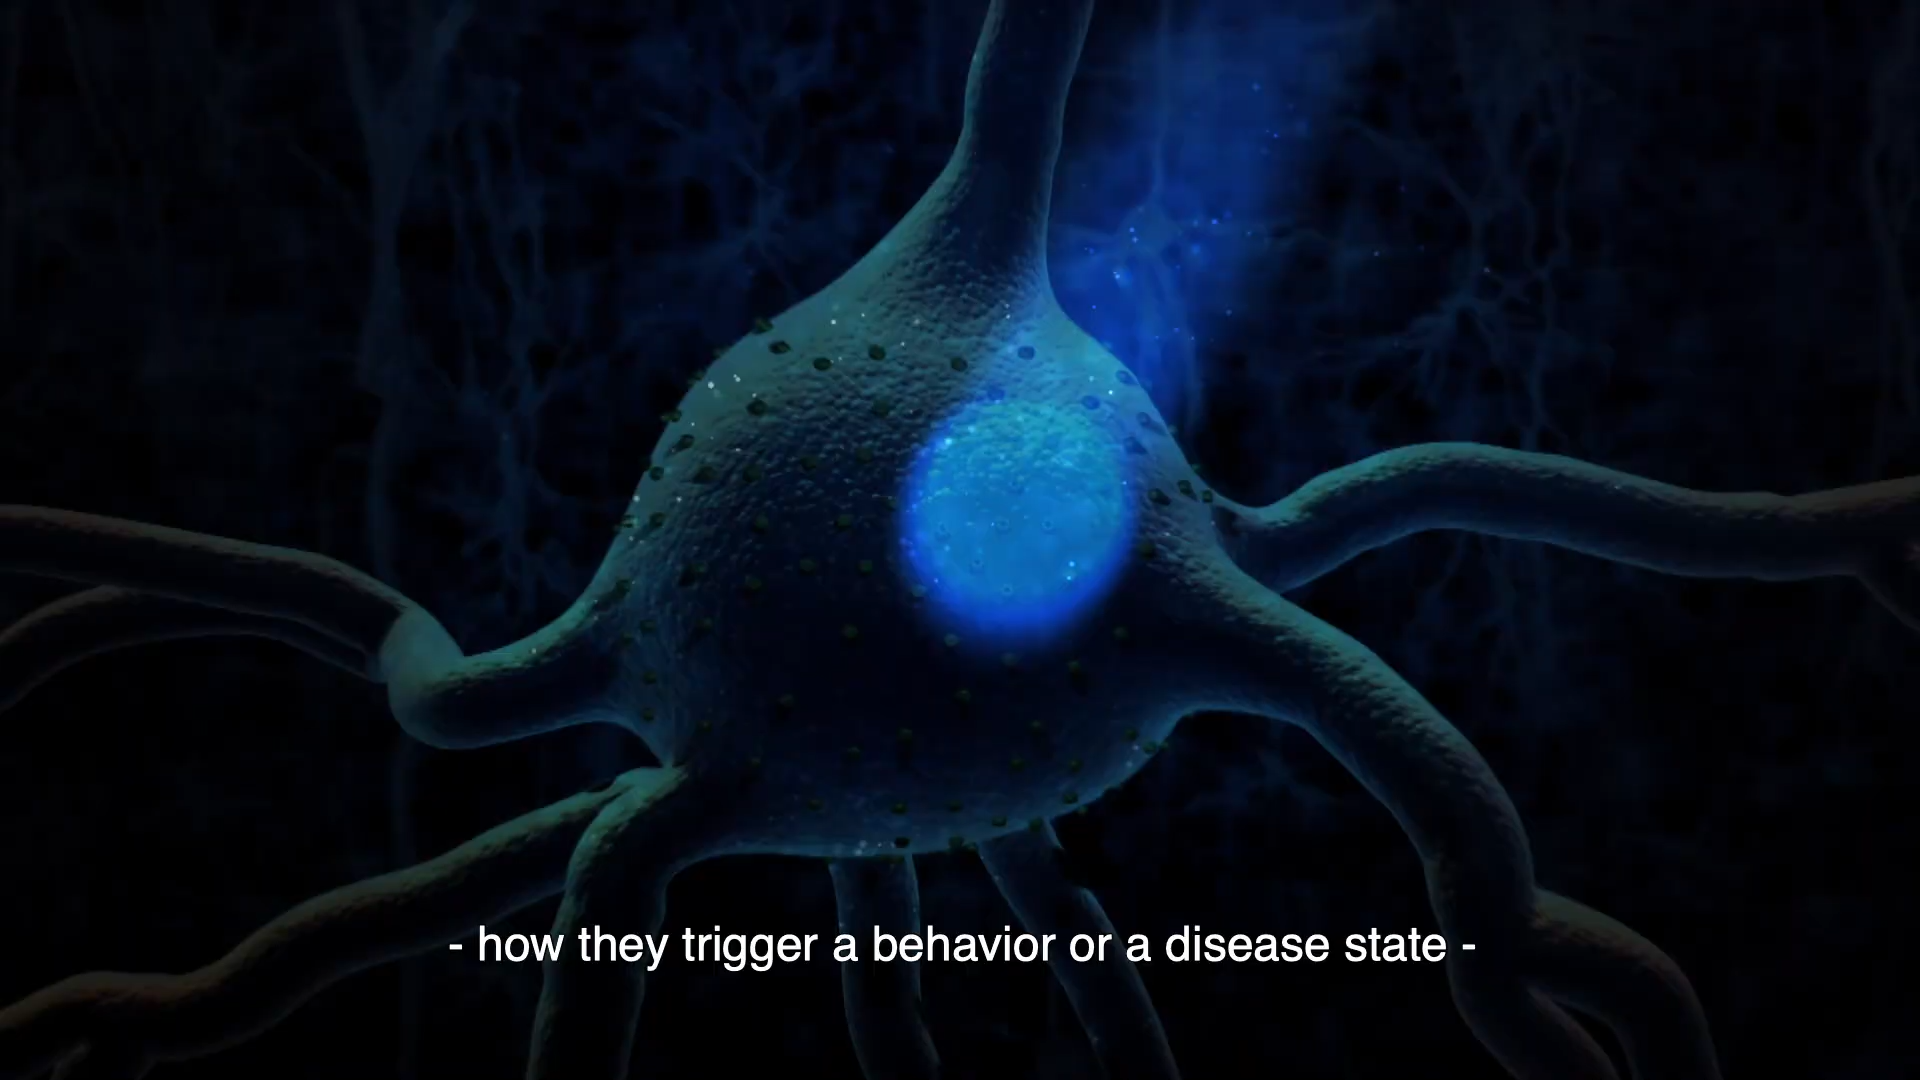 - how they trigger a behavior or a disease state -